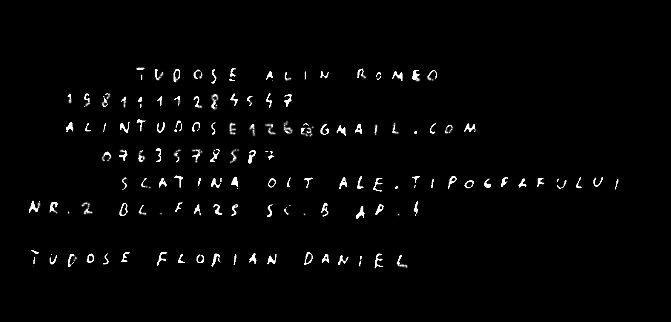 TUDOSE ALIN ROMEO
1981111284547
ALINTUDOSE126@GMAIL.COM
0763578587
SLATINA OLT ALE.TIPOGRAFULUI
NR.2 BL.FA25 SC.B AP.4
TUDOSE FLORIAN DANIEL